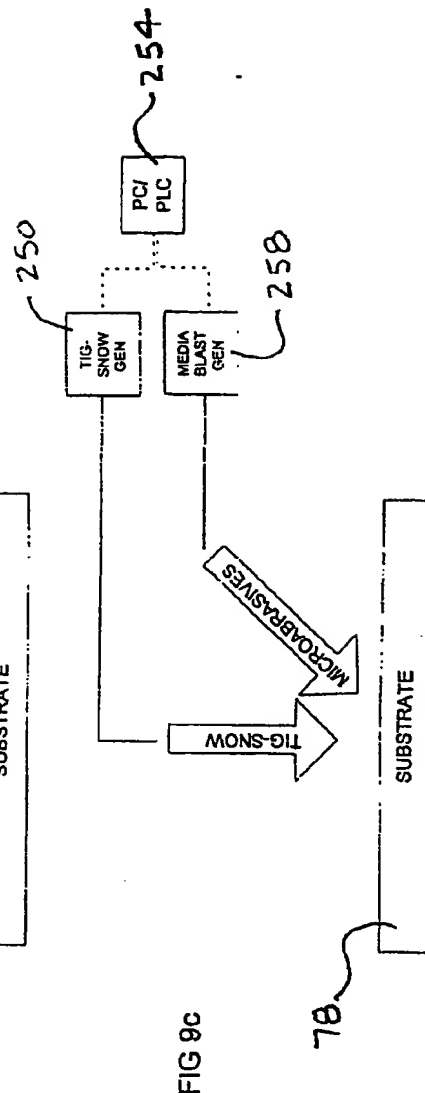 SUBSTRATE
254
PC/
PLC
250
TIG-
SNOW
GEN
MEDIA
BLAST
GEN
258
MICROABRASIVES
TIG-SNOW
SUBSTRATE
78
FIG 9c